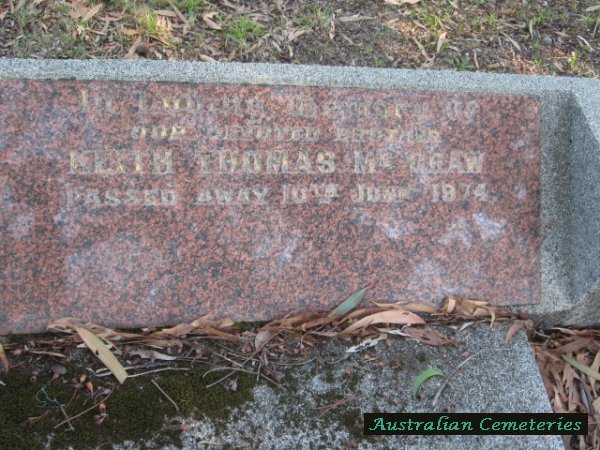 In Loving Memory Of
OUR BELOVED BROTHER
KEITH THOMAS McGRAW
PASSED AWAY 10TH JUNE 1974
Australian Cemeteries